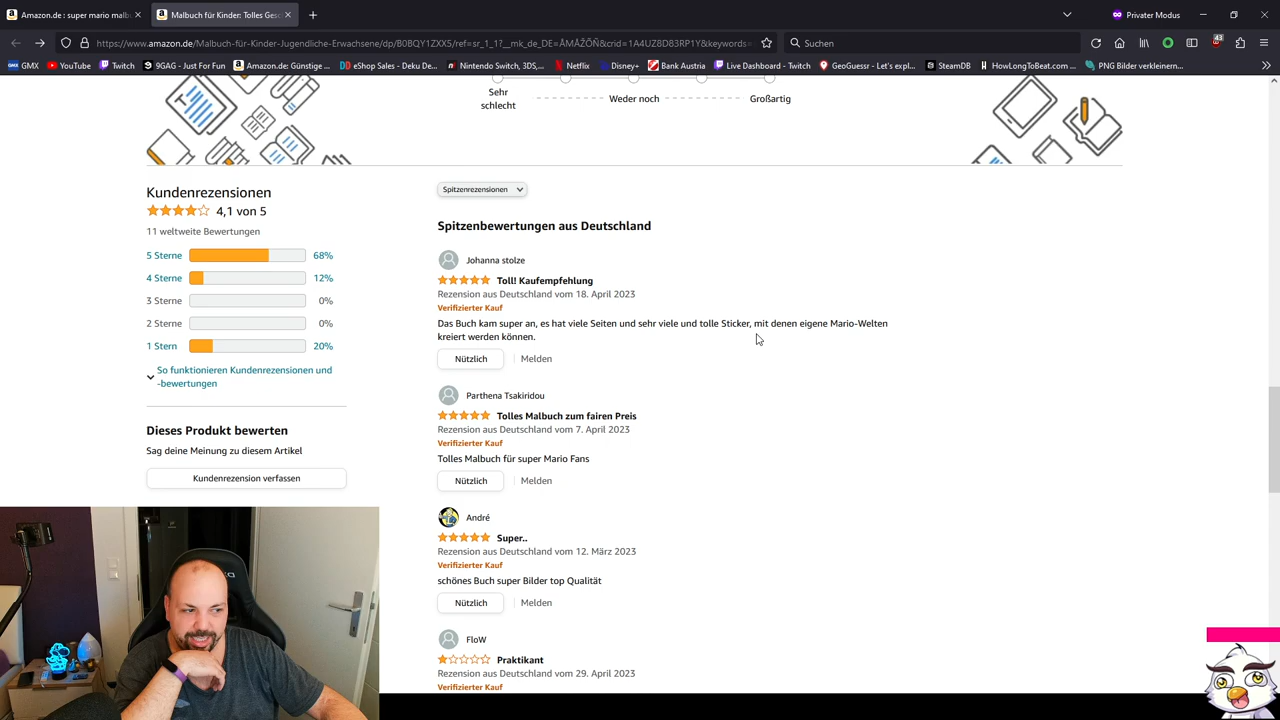 Amazon.de : super mario malbu
Malbuch für Kinder: Tolles Gesc
Private Modus
https://www.amazon.de/Malbuch-für-Kinder-Jugendliche-Erwachsene/dp/B0BQY1ZXX5/ref=sr_1_1?__mk_de_DE=ÅMÅŽÕÑ&crid=1A4UZ8D83RP1Y&keywords=
Suchen
43
GMX
YouTube
Twitch
9GAG - Just For Fun
Amazon.de: Günstige ...
eShop Sales - Deku De...
Nintendo Switch, 3DS,...
Netflix
Disney+
Bank Austria
Live Dashboard - Twitch
GeoGuessr - Let's expl...
SteamDB
HowLongToBeat.com ...
PNG Bilder verkleinern...
Sehr
schlecht
Weder noch
Großartig
Kundenrezensionen
4,1 von 5
11 weltweite Bewertungen
5 Sterne 68%
4 Sterne 12%
3 Sterne 0%
2 Sterne 0%
1 Stern 20%
So funktionieren Kundenrezensionen und
-bewertungen
Dieses Produkt bewerten
Sag deine Meinung zu diesem Artikel
Kundenrezension verfassen
Spitzenrezensionen
Spitzenbewertungen aus Deutschland
Johanna stolze
Toll! Kaufempfehlung
Rezension aus Deutschland vom 18. April 2023
Verifizierter Kauf
Das Buch kam super an, es hat viele Seiten und sehr viele und tolle Sticker, mit denen eigene Mario-Welten
kreiert werden können.
Nützlich
Melden
Parthena Tsakiridou
Tolles Malbuch zum fairen Preis
Rezension aus Deutschland vom 7. April 2023
Verifizierter Kauf
Tolles Malbuch für super Mario Fans
Nützlich
Melden
André
Super..
Rezension aus Deutschland vom 12. März 2023
Verifizierter Kauf
schönes Buch super Bilder top Qualität
Nützlich
Melden
FloW
Praktikant
Rezension aus Deutschland vom 29. April 2023
Verifizierter Kauf